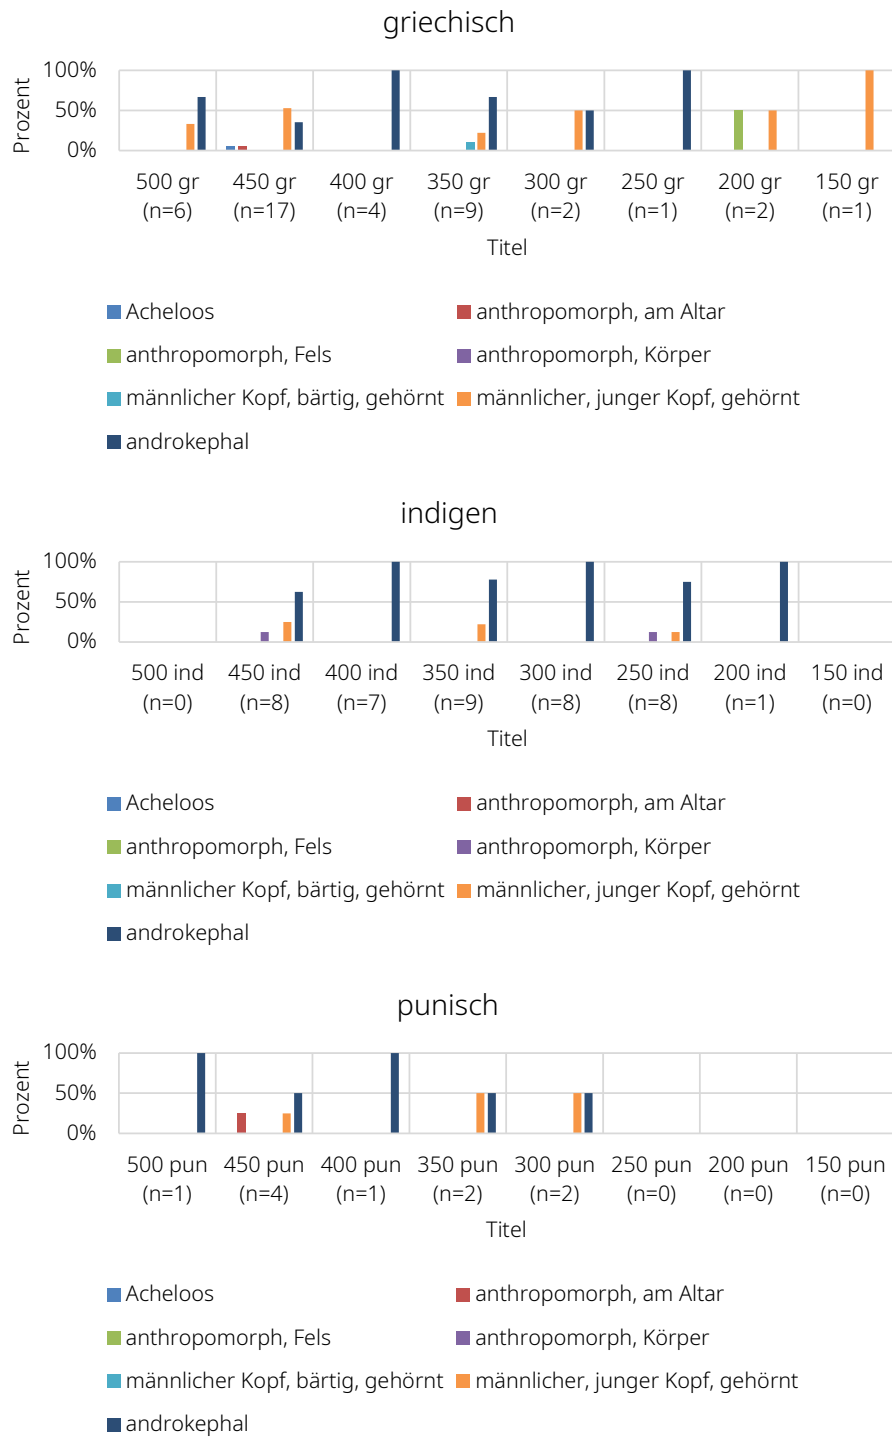 griechisch
100%
50%
0%
Prozent
500 gr 450 gr 400 gr 350 gr 300 gr 250 gr 200 gr 150 gr
(n=6) (n=17) (n=4) (n=9) (n=2) (n=1) (n=2) (n=1)
Titel
Acheloos anthropomorph, am Altar
anthropomorph, Fels anthropomorph, Körper
männlicher Kopf, bärtig, gehörnt männlicher, junger Kopf, gehörnt
androkephal
indigen
100%
50%
0%
Prozent
500 ind 450 ind 400 ind 350 ind 300 ind 250 ind 200 ind 150 ind
(n=0) (n=8) (n=7) (n=9) (n=8) (n=8) (n=1) (n=0)
Titel
Acheloos anthropomorph, am Altar
anthropomorph, Fels anthropomorph, Körper
männlicher Kopf, bärtig, gehörnt männlicher, junger Kopf, gehörnt
androkephal
punisch
100%
50%
0%
Prozent
500 pun 450 pun 400 pun 350 pun 300 pun 250 pun 200 pun 150 pun
(n=1) (n=4) (n=1) (n=2) (n=2) (n=0) (n=0) (n=0)
Titel
Acheloos anthropomorph, am Altar
anthropomorph, Fels anthropomorph, Körper
männlicher Kopf, bärtig, gehörnt männlicher, junger Kopf, gehörnt
androkephal